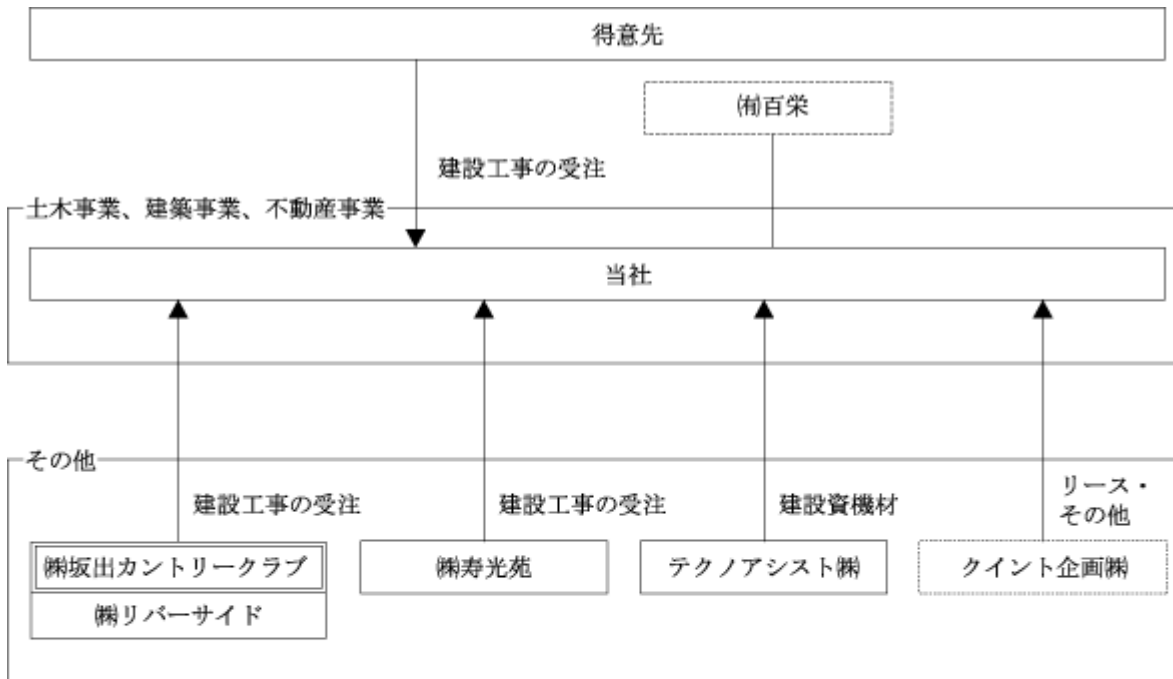 得意先
㈲百栄
建設工事の受注
土木事業、建築事業、不動産事業
当社
その他
建設工事の受注
建設工事の受注
建設資機材
リース・
その他
㈱坂出カントリークラブ
㈱寿光苑
テクノアシスト㈱
クイント企画㈱
㈱リバーサイド